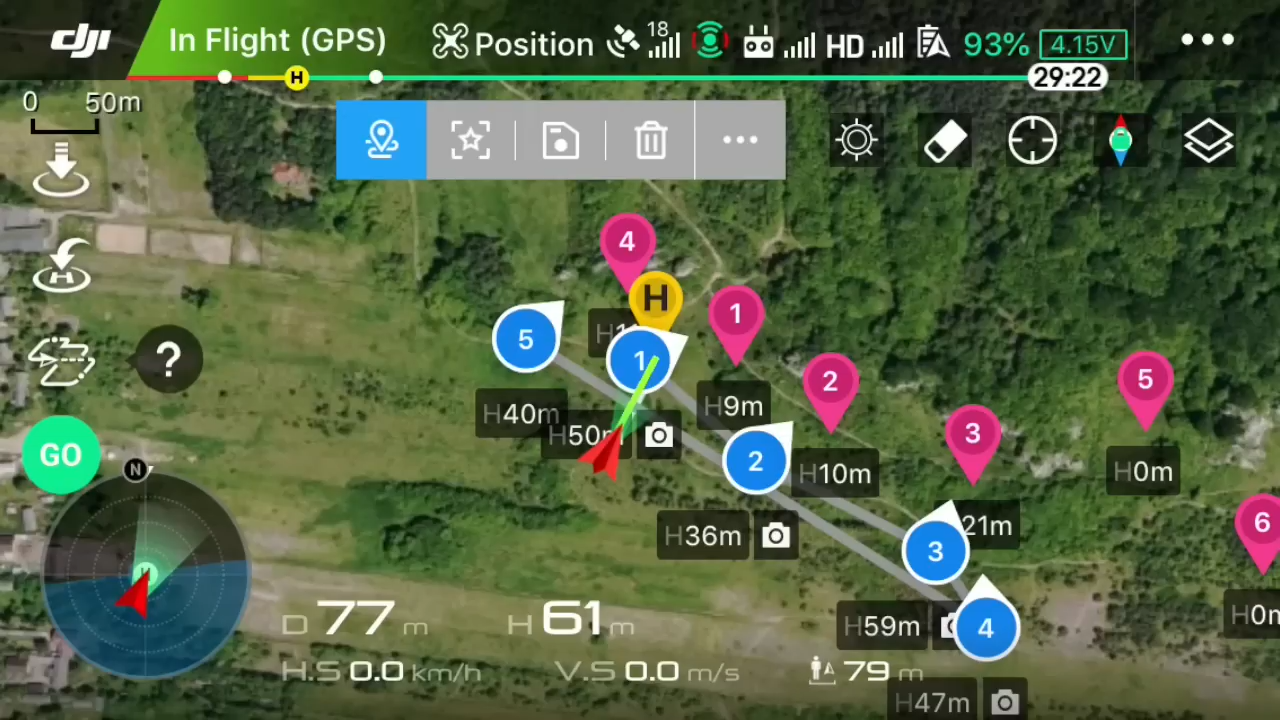 dji In Flight (GPS) Position 18 HD 93% 4.15V
H 29:22
0 50m
4
H
1
5
1
2
5
3
?
H9m
H40m
H50m
2
GO
H10m
H0m
N
6
21m
H36m
3
H
D 77 m H 61 m
H59m
4
H0m
H.S 0.0 km/h V.S 0.0 m/s 79 m
H47m